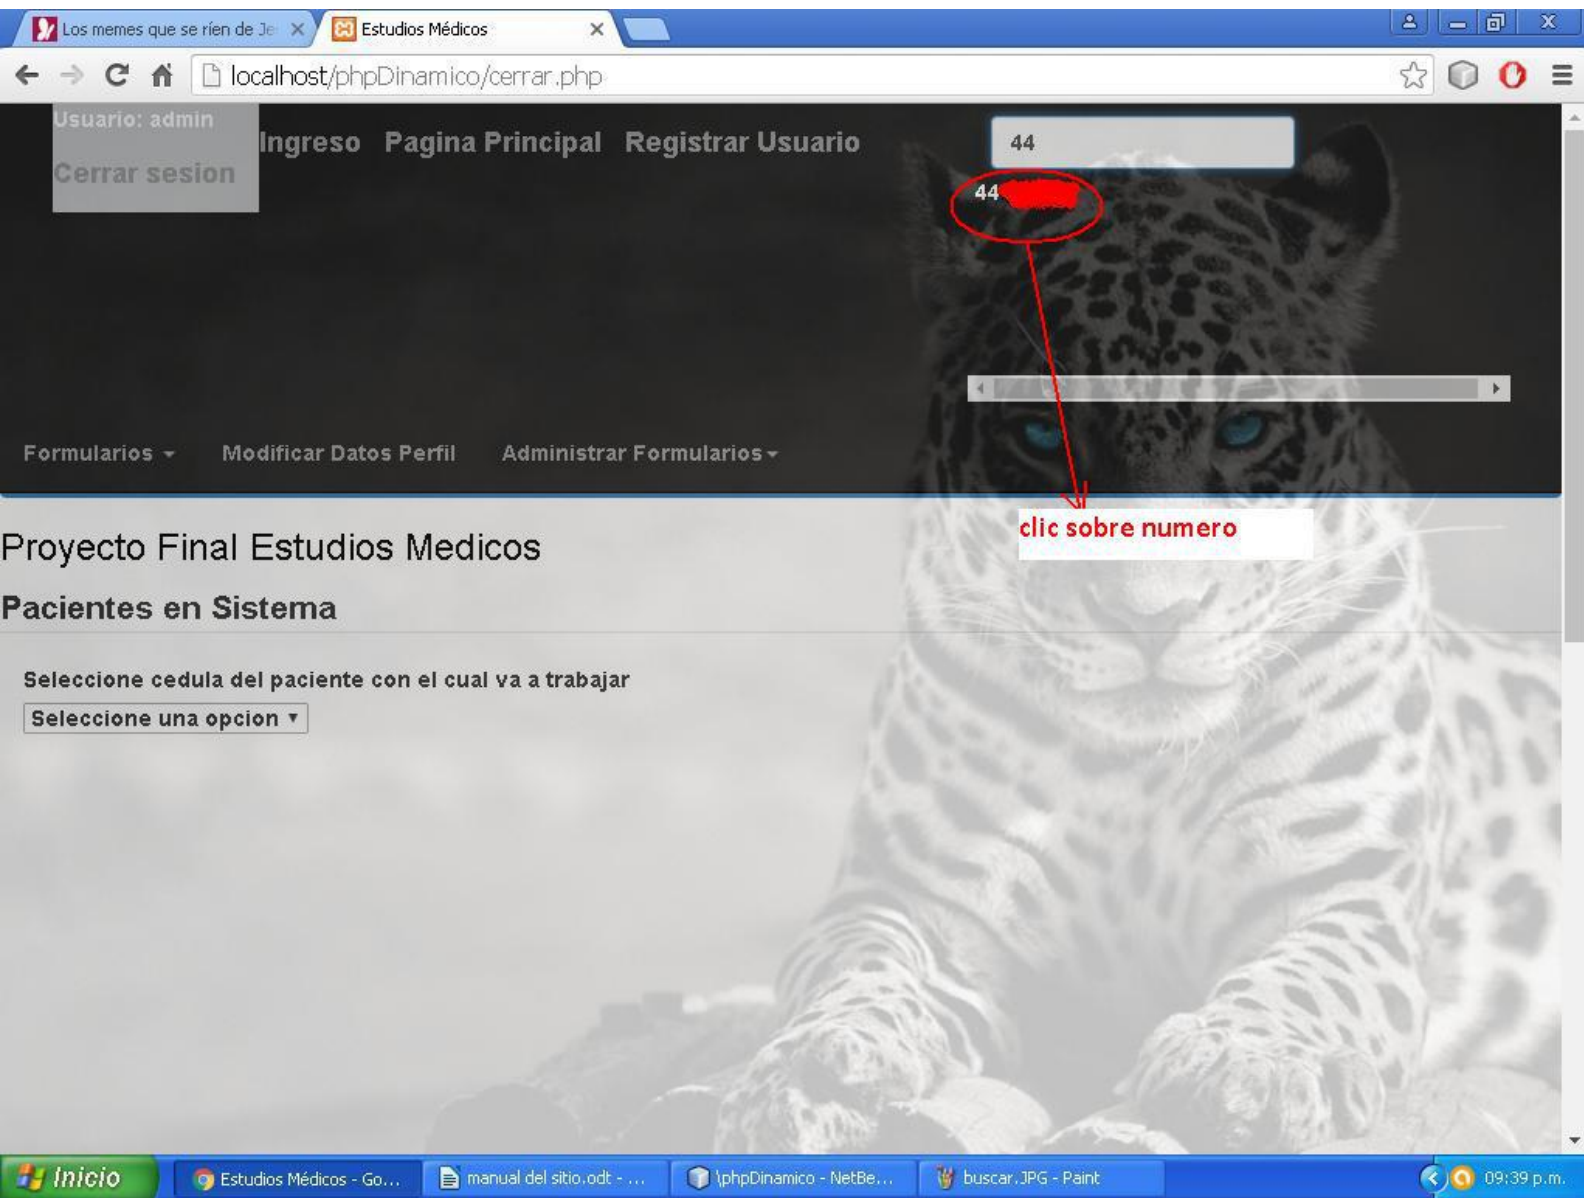 Los memes que se ríen de Je
Estudios Médicos
localhost/phpDinamico/cerrar.php
Usuario: admin
Cerrar sesion
Ingreso Pagina Principal Registrar Usuario
44
44
Formularios Modificar Datos Perfil Administrar Formularios
clic sobre numero
Proyecto Final Estudios Medicos
Pacientes en Sistema
Seleccione cedula del paciente con el cual va a trabajar
Seleccione una opcion
Inicio
Estudios Médicos - Go...
manual del sitio.odt - ...
\phpDinamico - NetBe...
buscar.JPG - Paint
09:39 p.m.